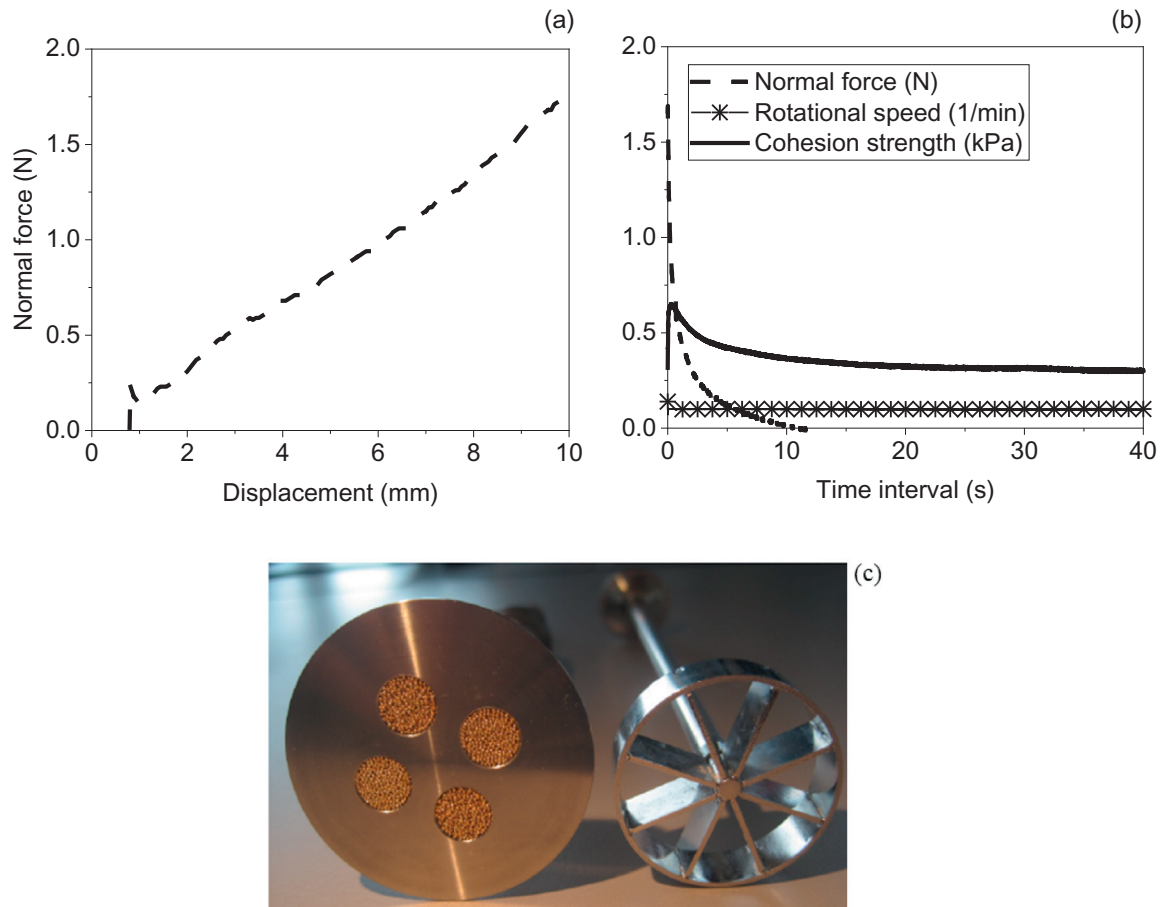 (a)
2.0
1.5
1.0
0.5
0.0
0 2 4 6 8 10
Normal force (N)
Displacement (mm)
(b)
2.0
1.5
1.0
0.5
0.0
0 10 20 30 40
Normal force (N)
Rotational speed (1/min)
Cohesion strength (kPa)
Time interval (s)
(c)